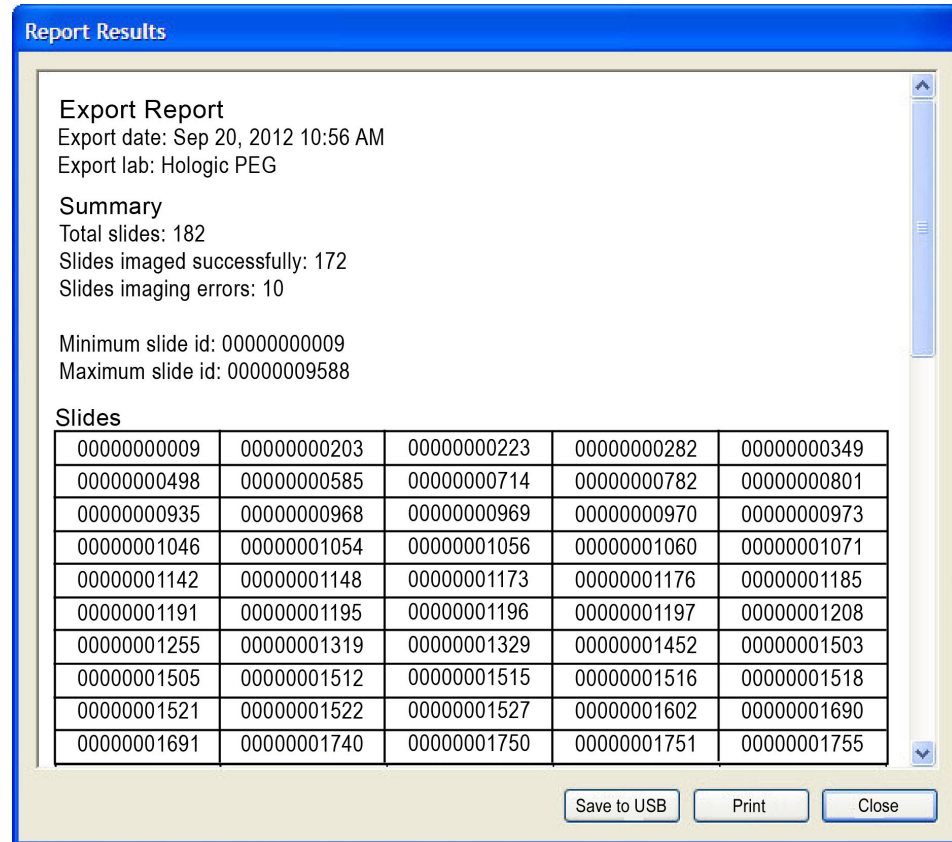 Report Results
Export Report
Export date: Sep 20, 2012 10:56 AM
Export lab: Hologic PEG
Summary
Total slides: 182
Slides imaged successfully: 172
Slides imaging errors: 10
Minimum slide id: 00000000009
Maximum slide id: 00000009588
Slides
00000000009 00000000203 00000000223 00000000282 00000000349
00000000498 00000000585 00000000714 00000000782 00000000801
00000000935 00000000968 00000000969 00000000970 00000000973
00000001046 00000001054 00000001056 00000001060 00000001071
00000001142 00000001148 00000001173 00000001176 00000001185
00000001191 00000001195 00000001196 00000001197 00000001208
00000001255 00000001319 00000001329 00000001452 00000001503
00000001505 00000001512 00000001515 00000001516 00000001518
00000001521 00000001522 00000001527 00000001602 00000001690
00000001691 00000001740 00000001750 00000001751 00000001755
Save to USB Print Close